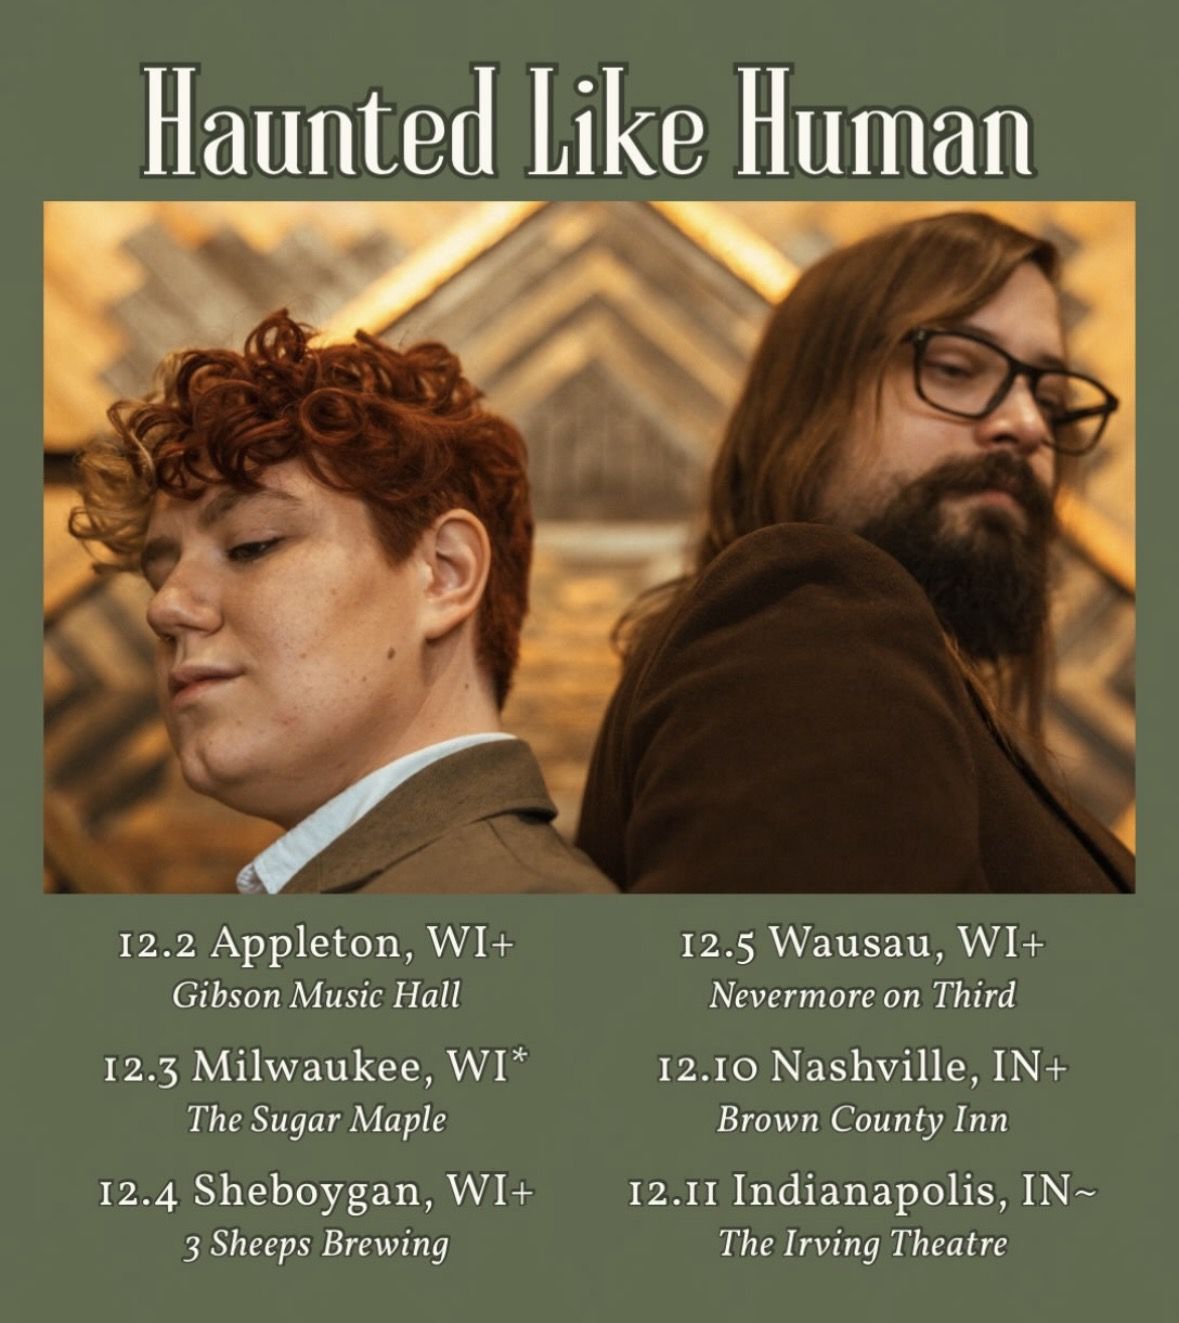 Haunted Like Human
12.2 Appleton, WI+
Gibson Music Hall
12.3 Milwaukee, WI*
The Sugar Maple
12.4 Sheboygan, WI+
3 Sheeps Brewing
12.5 Wausau, WI+
Nevermore on Third
12.10 Nashville, IN+
Brown County Inn
12.11 Indianapolis, IN~
The Irving Theatre